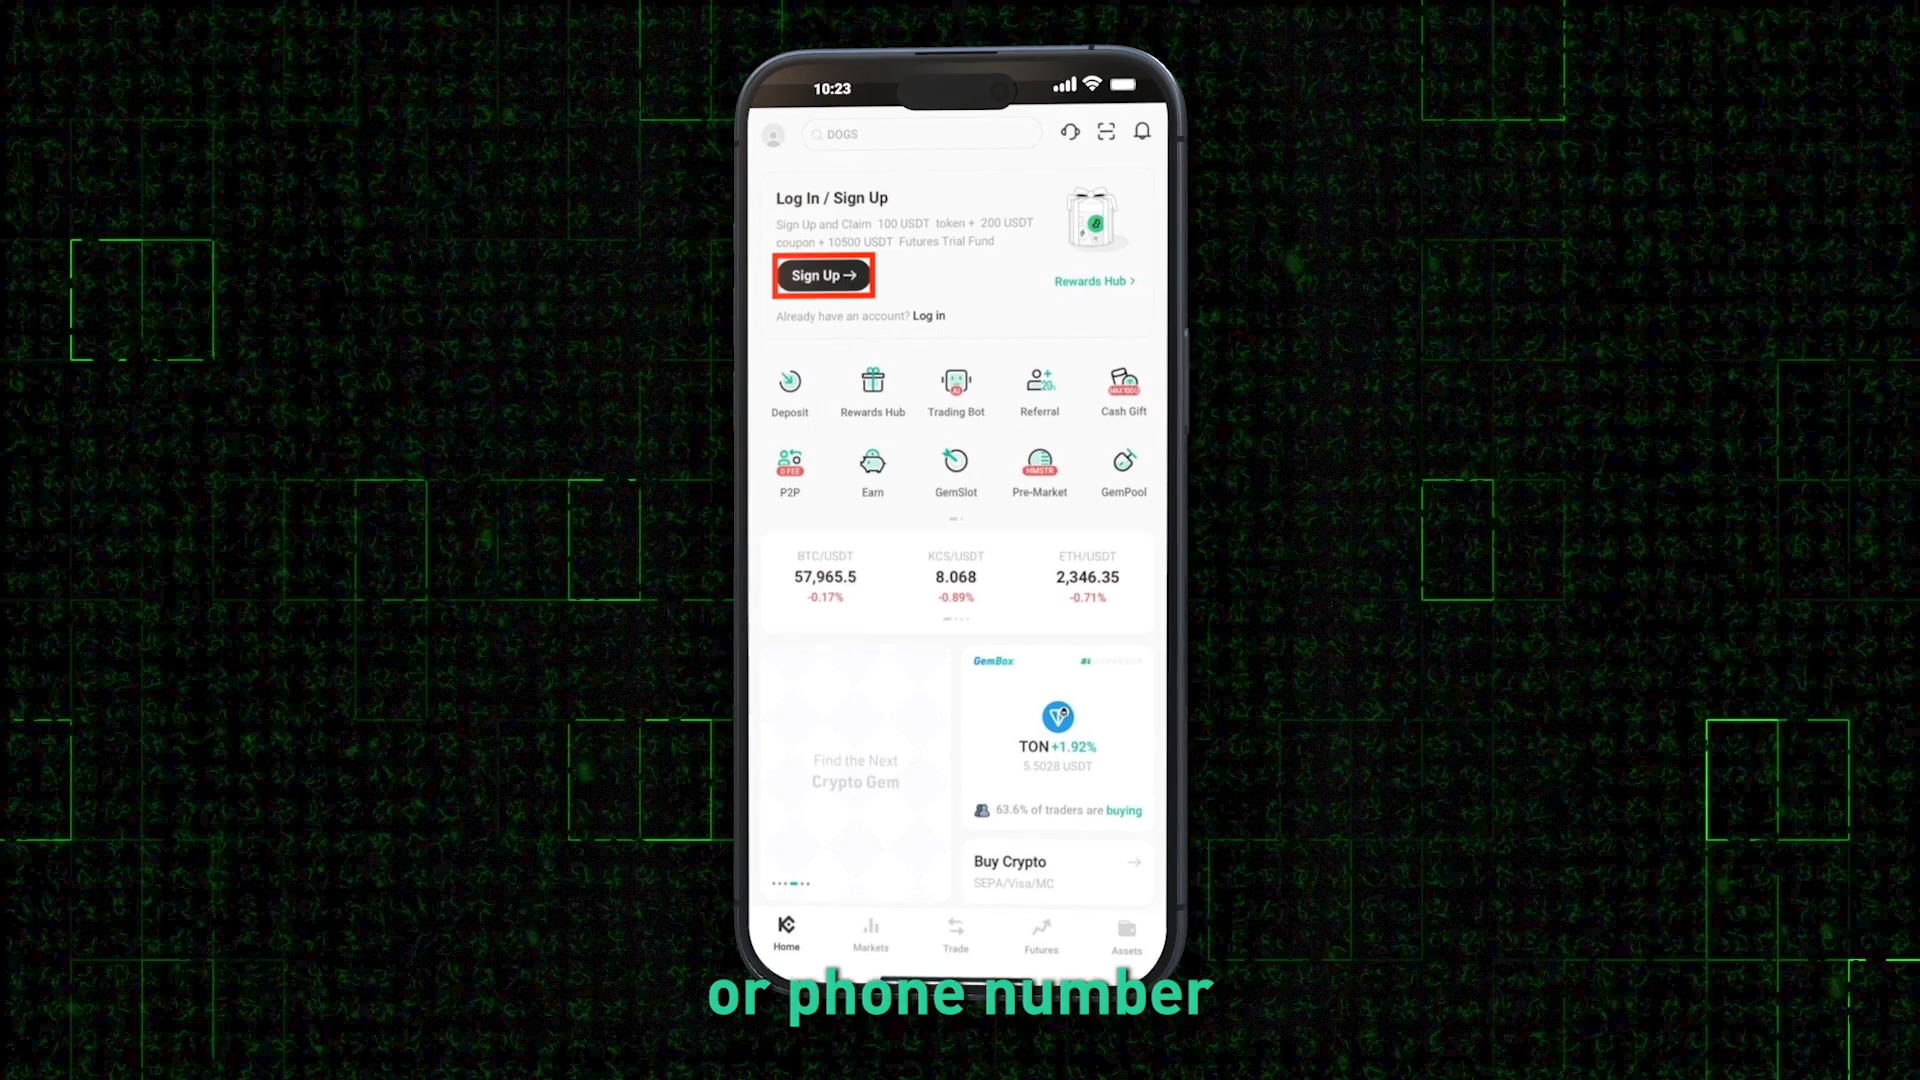 10:23
DOGS
Log In / Sign Up
Sign Up and Claim 100 USDT token + 200 USDT
coupon + 10500 USDT Futures Trial Fund
Sign Up →
Rewards Hub >
Already have an account? Log in
20%
MAX100U
Deposit
Rewards Hub
Trading Bot
Referral
Cash Gift
0 FEE
HMSTR
P2P
Earn
GemSlot
Pre-Market
GemPool
BTC/USDT
KCS/USDT
ETH/USDT
57,965.5
8.068
2,346.35
-0.17%
-0.89%
-0.71%
GemBox
TON +1.92%
5.5028 USDT
Find the Next
Crypto Gem
63.6% of traders are buying
Buy Crypto →
SEPA/Visa/MC
Home
Markets
Trade
Futures
Assets
or phone number